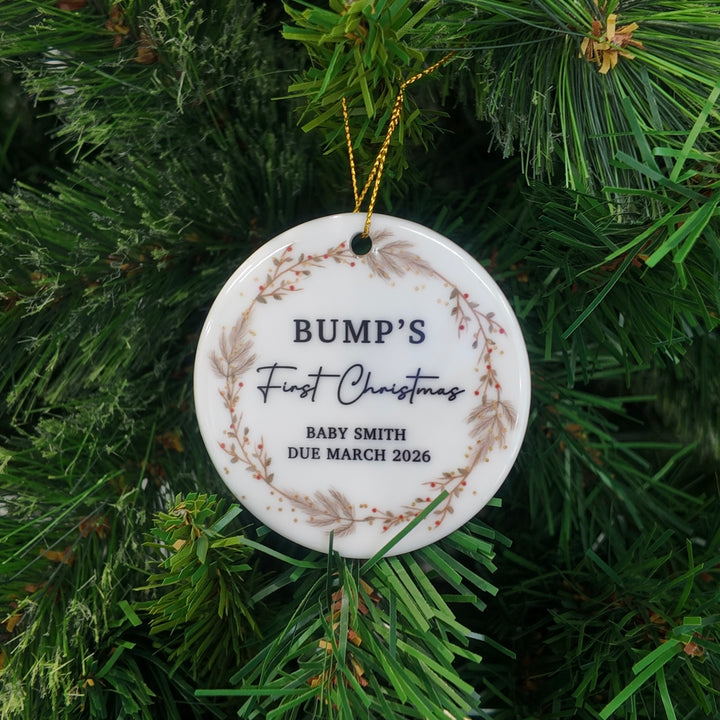 BUMP’S
First Christmas
BABY SMITH
DUE MARCH 2026